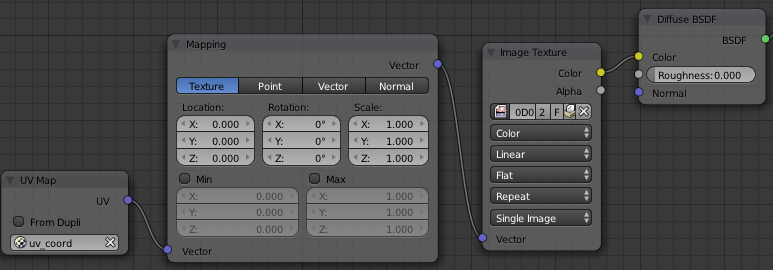 UV Map
UV
From Dupli
uv_coord
Mapping
Vector
Texture Point Vector Normal
Location: Rotation: Scale:
X: 0.000 X: 0° X: 1.000
Y: 0.000 Y: 0° Y: 1.000
Z: 0.000 Z: 0° Z: 1.000
Min Max
X: 0.000 X: 1.000
Y: 0.000 Y: 1.000
Z: 0.000 Z: 1.000
Vector
Image Texture
Color
Alpha
0D0 2 F
Color
Linear
Flat
Repeat
Single Image
Vector
Diffuse BSDF
BSDF
Color
Roughness:0.000
Normal